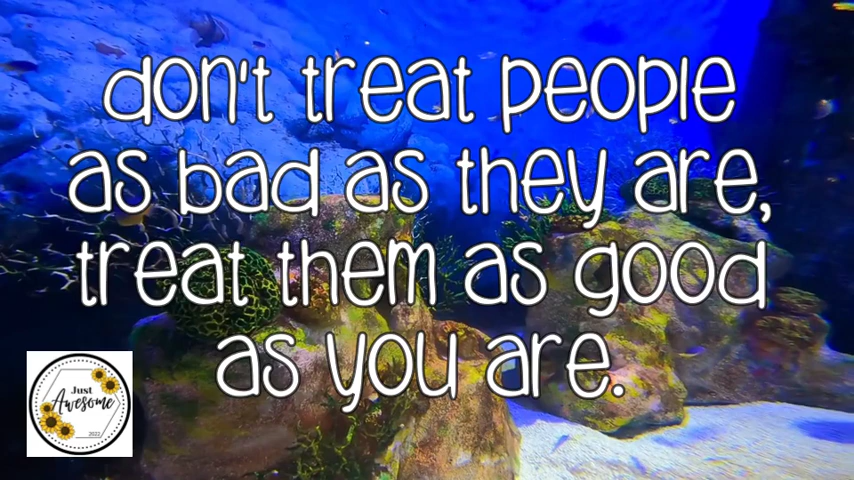 don't treat people
as bad as they are,
treat them as good
as you are.
Just
Awesome
2022